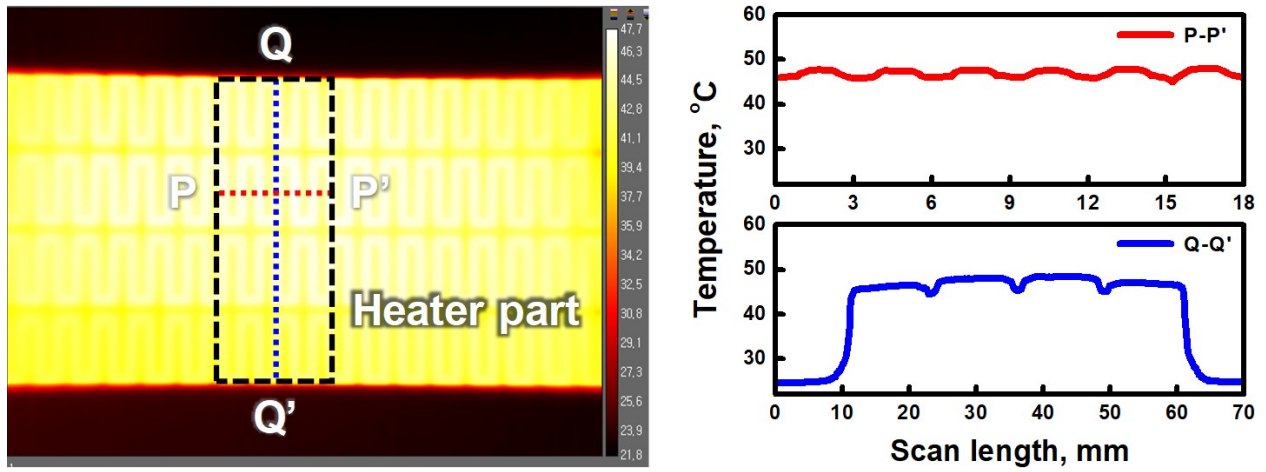 Q
P
P'
Heater part
Q'
47,7
46,3
44,5
42,8
41,1
39,4
37,7
35,9
34,2
32,5
30,8
29,1
27,3
25,6
23,9
21,8
Temperature, °C
60
50
40
30
P-P'
0 3 6 9 12 15 18
60
50
40
30
Q-Q'
0 10 20 30 40 50 60 70
Scan length, mm